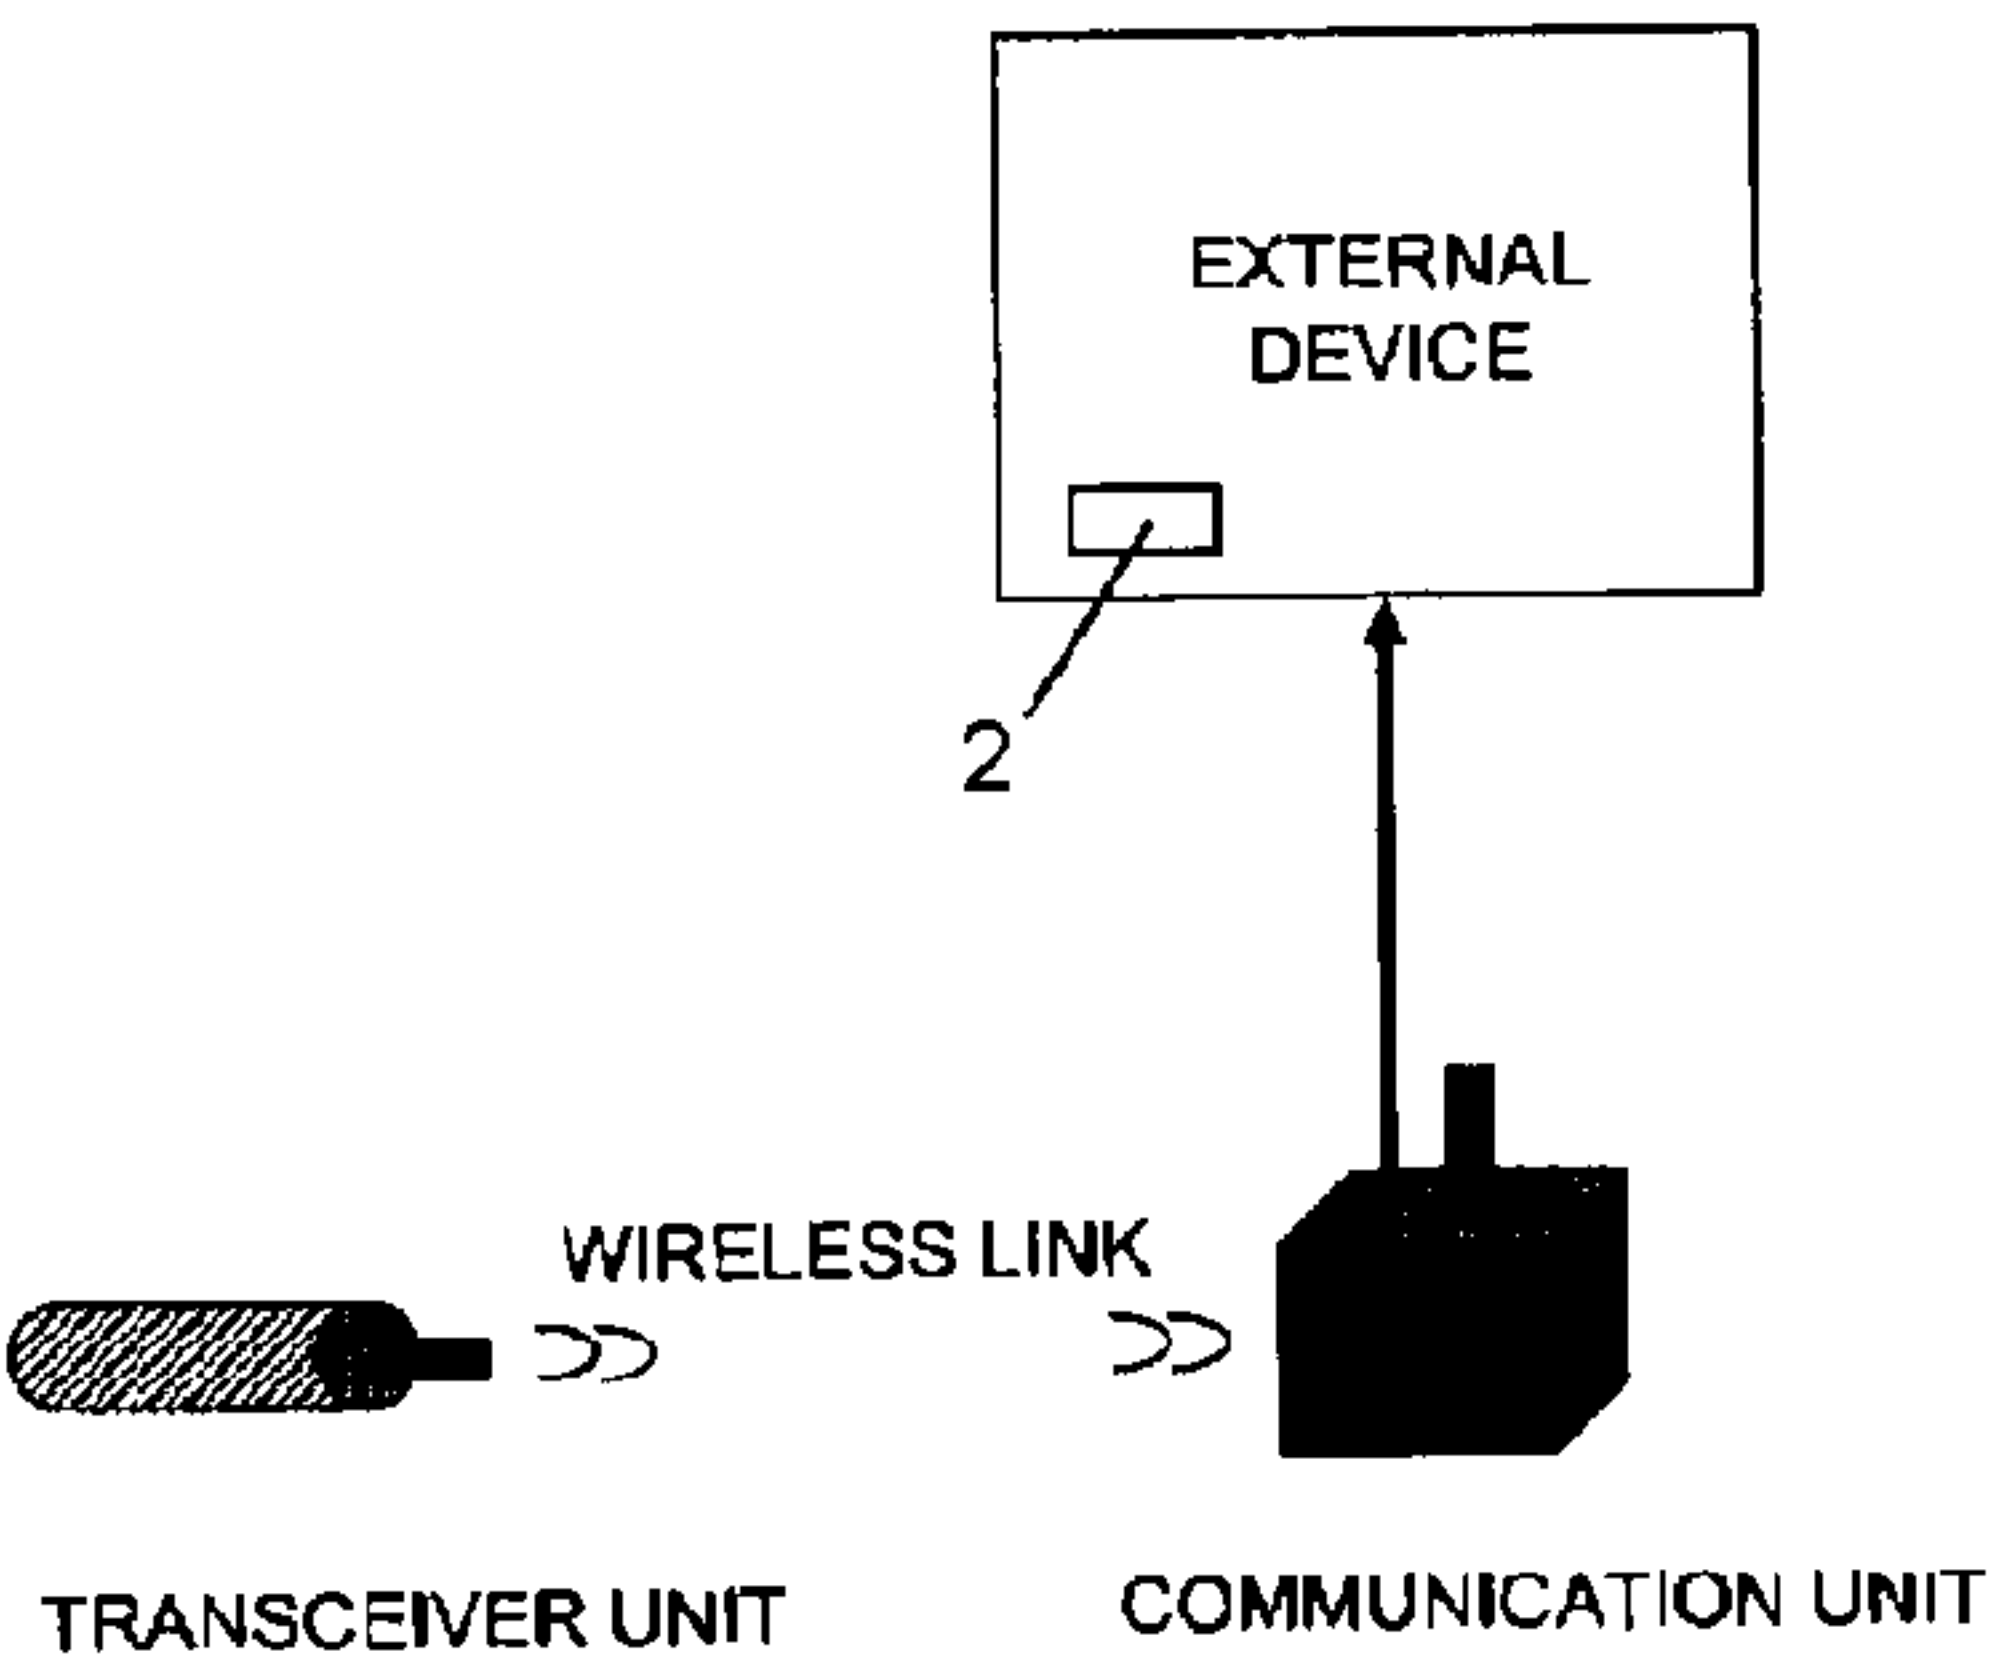 EXTERNAL
DEVICE
2
WIRELESS LINK
TRANSCEIVER UNIT
COMMUNICATION UNIT